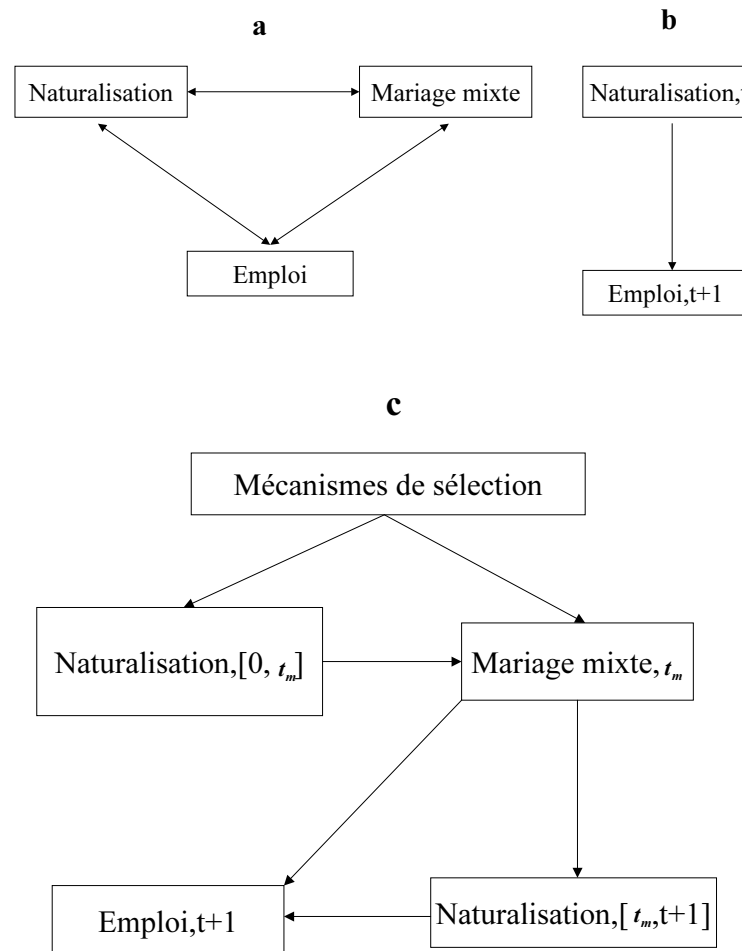 a
b
Naturalisation
Mariage mixte
Naturalisation,
Emploi
Emploi,t+1
c
Mécanismes de sélection
Naturalisation,[0, tm]
Mariage mixte, tm
Emploi,t+1
Naturalisation,[ tm,t+1]